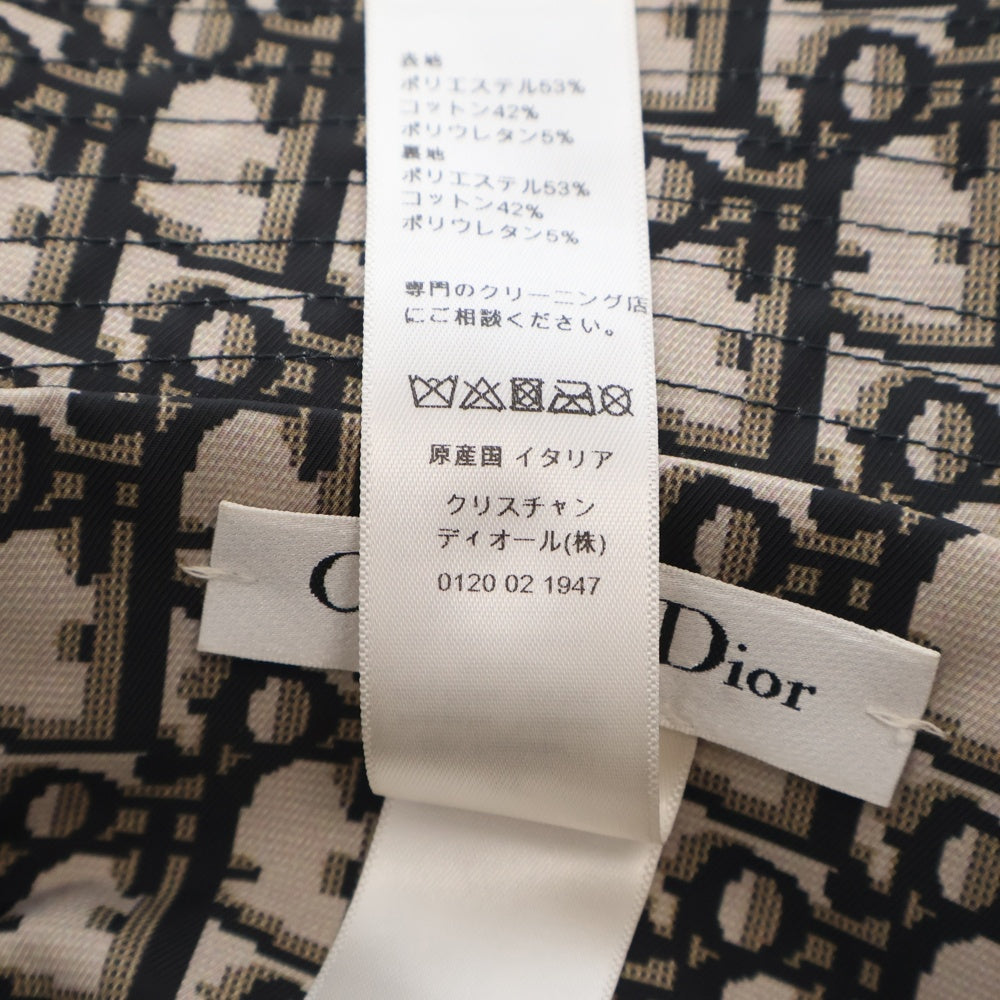 表地
ポリエステル53%
コットン42%
ポリウレタン5%
裏地
ポリエステル53%
コットン42%
ポリウレタン5%
専門のクリーニング店
にご相談ください。
原産国 イタリア
クリスチャン
ディオール(株)
0120 02 1947
Dior